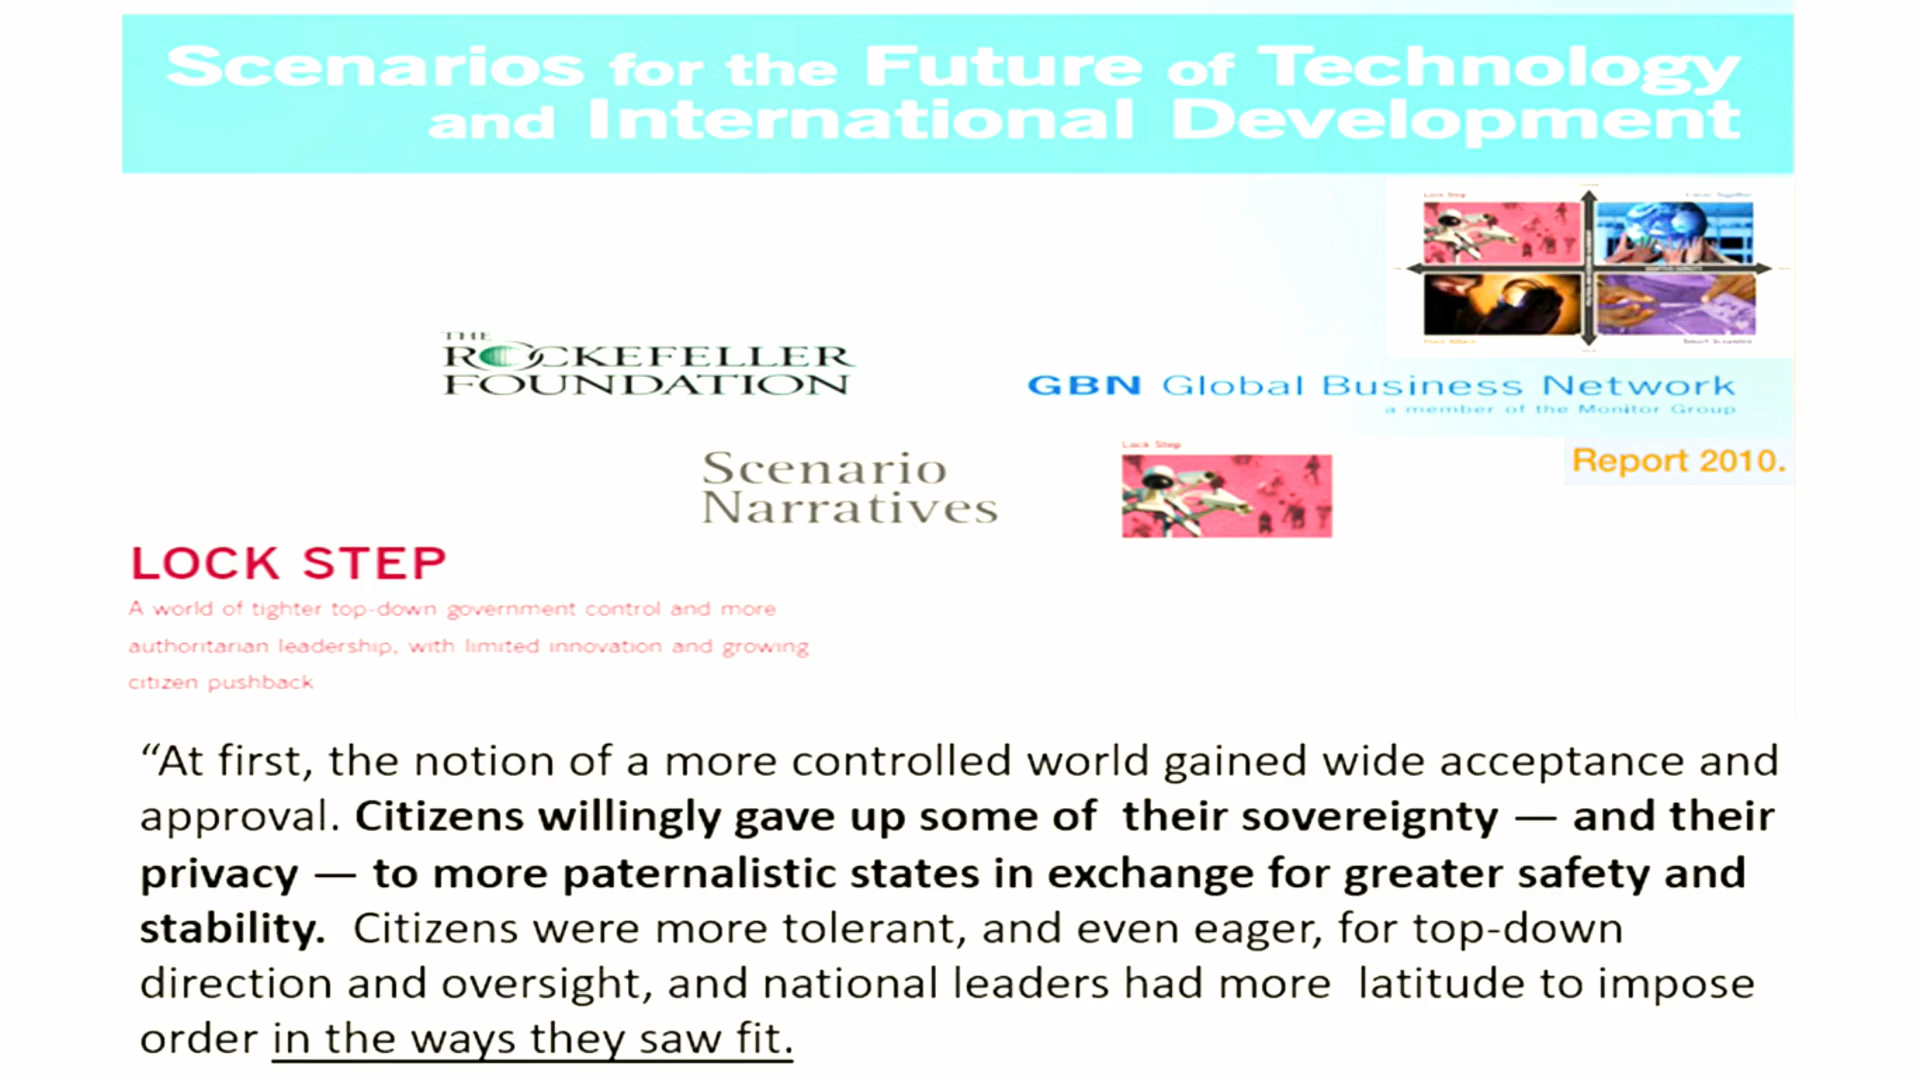 Scenarios for the Future of Technology
and International Development
Lock Step
THE
ROCKEFELLER
FOUNDATION
GBN Global Business Network
a member of the Monitor Group
Scenario
Narratives
Lock Step
Report 2010.
LOCK STEP
A world of tighter top-down government control and more
authoritarian leadership, with limited innovation and growing
citizen pushback
“At first, the notion of a more controlled world gained wide acceptance and
approval. Citizens willingly gave up some of their sovereignty — and their
privacy — to more paternalistic states in exchange for greater safety and
stability. Citizens were more tolerant, and even eager, for top-down
direction and oversight, and national leaders had more latitude to impose
order in the ways they saw fit.